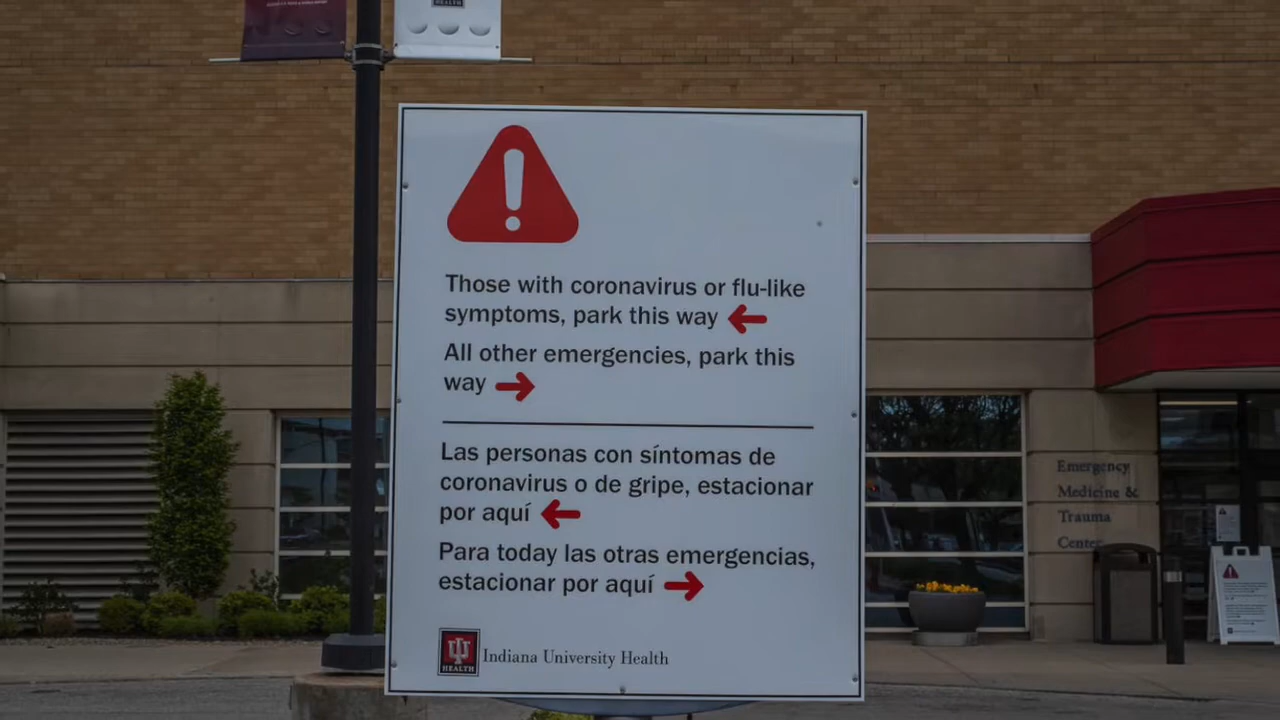 HEALTH
Those with coronavirus or flu-like
symptoms, park this way
All other emergencies, park this
way
Las personas con síntomas de
coronavirus o de gripe, estacionar
por aquí
Para today las otras emergencias,
estacionar por aquí
HEALTH
Indiana University Health
Emergency
Medicine &
Trauma
Center